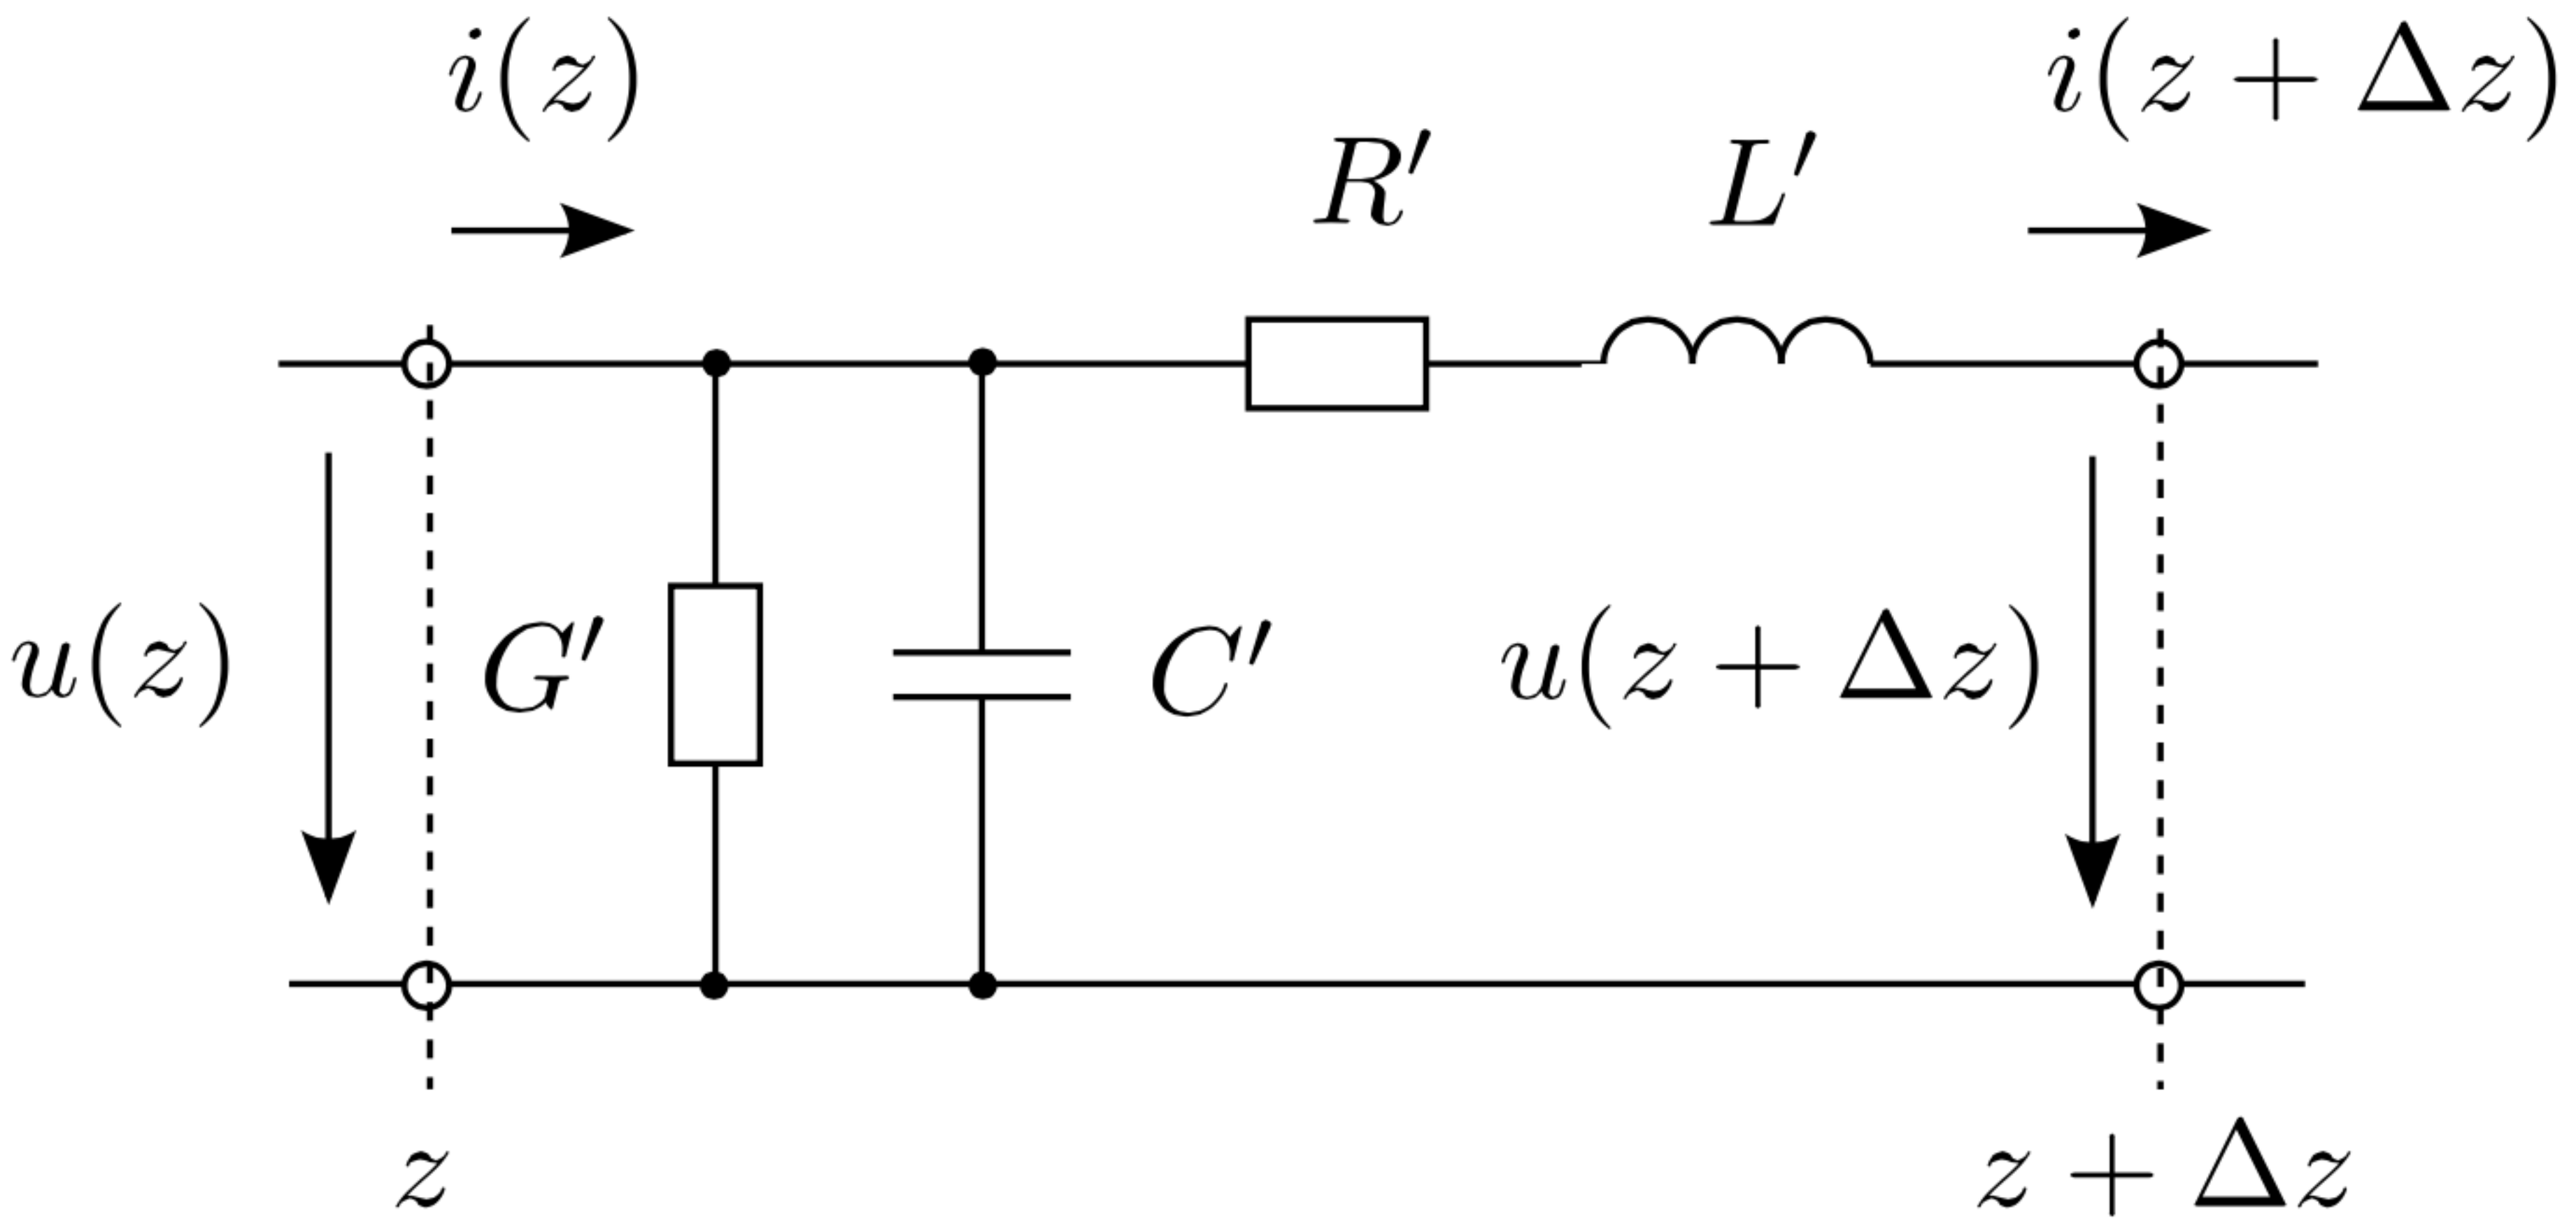 i(z)
i(z + Δz)
R′
L′
u(z)
G′
C′
u(z + Δz)
z
z + Δz